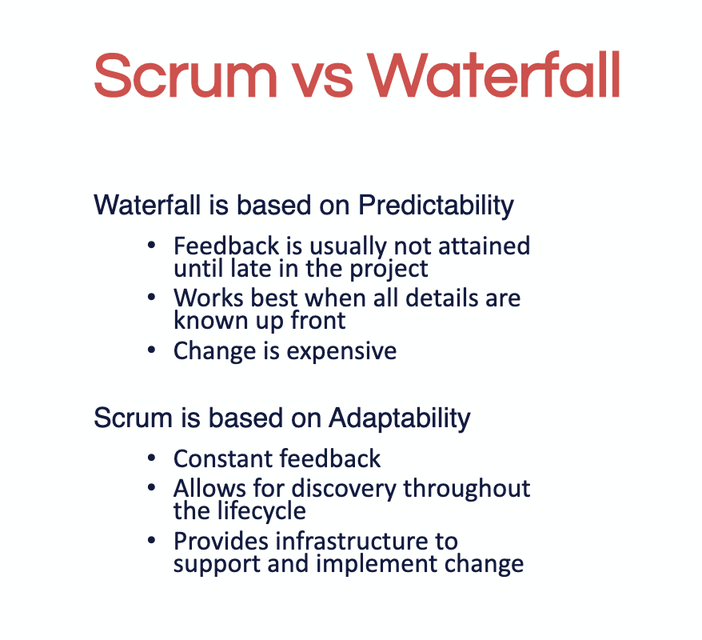 Scrum vs Waterfall
Waterfall is based on Predictability
• Feedback is usually not attained
until late in the project
• Works best when all details are
known up front
• Change is expensive
Scrum is based on Adaptability
• Constant feedback
• Allows for discovery throughout
the lifecycle
• Provides infrastructure to
support and implement change